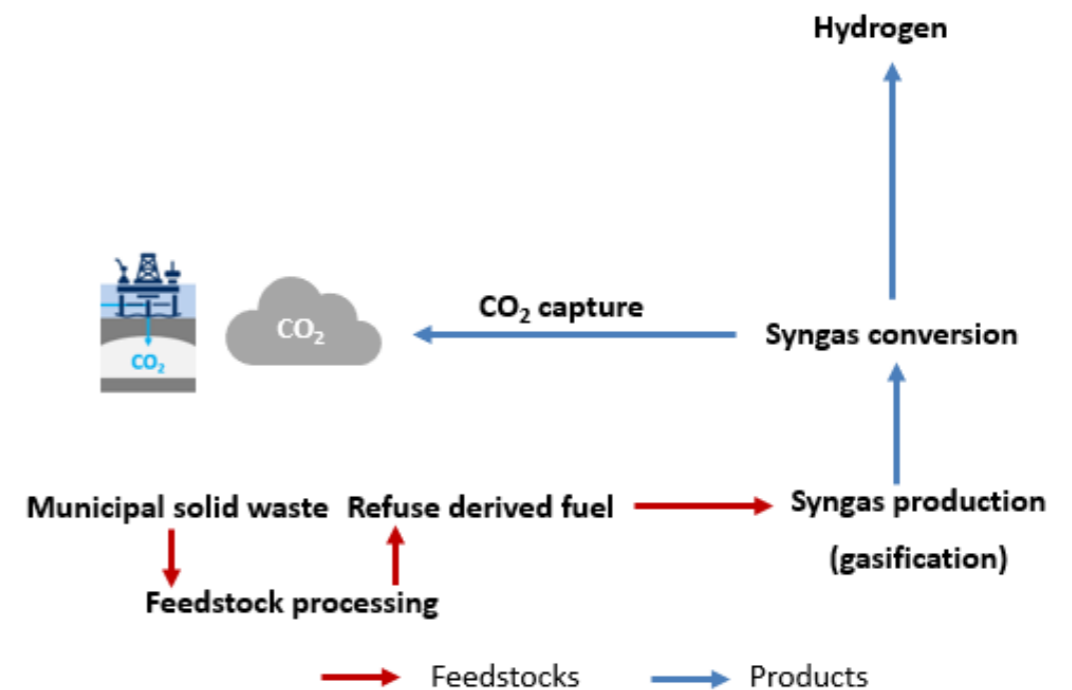 Hydrogen
CO₂ capture
CO₂
CO₂
Syngas conversion
Municipal solid waste
Refuse derived fuel
Syngas production
(gasification)
Feedstock processing
Feedstocks
Products